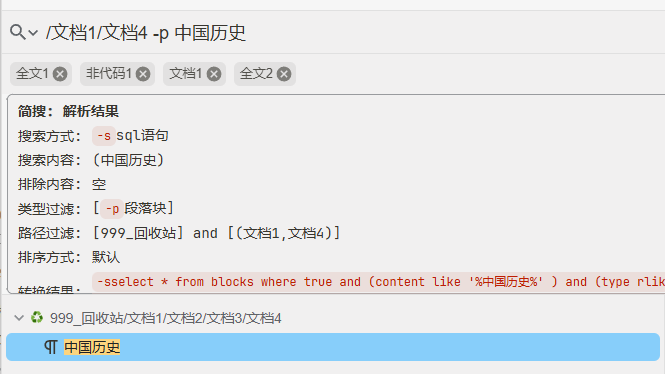 /文档1/文档4 -p 中国历史
全文1 非代码1 文档1 全文2
简搜: 解析结果
搜索方式: -s sql语句
搜索内容: (中国历史)
排除内容: 空
类型过滤: [ -p 段落块]
路径过滤: [999_回收站] and [(文档1,文档4)]
排序方式: 默认
转换结果: -sselect * from blocks where true and (content like '%中国历史%' ) and (type rlik
999_回收站/文档1/文档2/文档3/文档4
中国历史